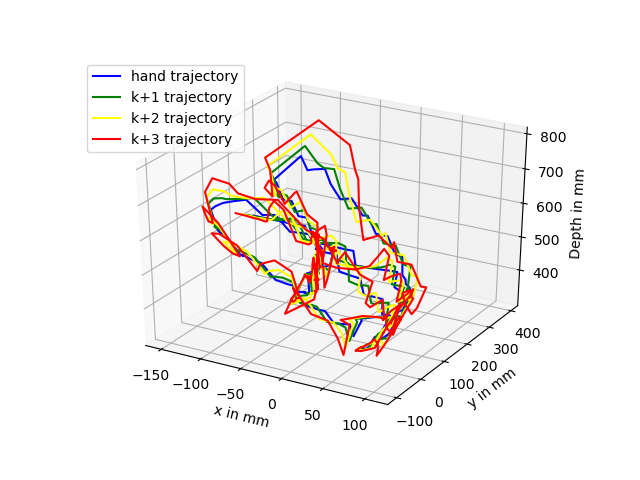 hand trajectory
k+1 trajectory
k+2 trajectory
k+3 trajectory
800
700
600
500
400
Depth in mm
−150
−100
−50
0
50
100
x in mm
−100
0
100
200
300
400
y in mm